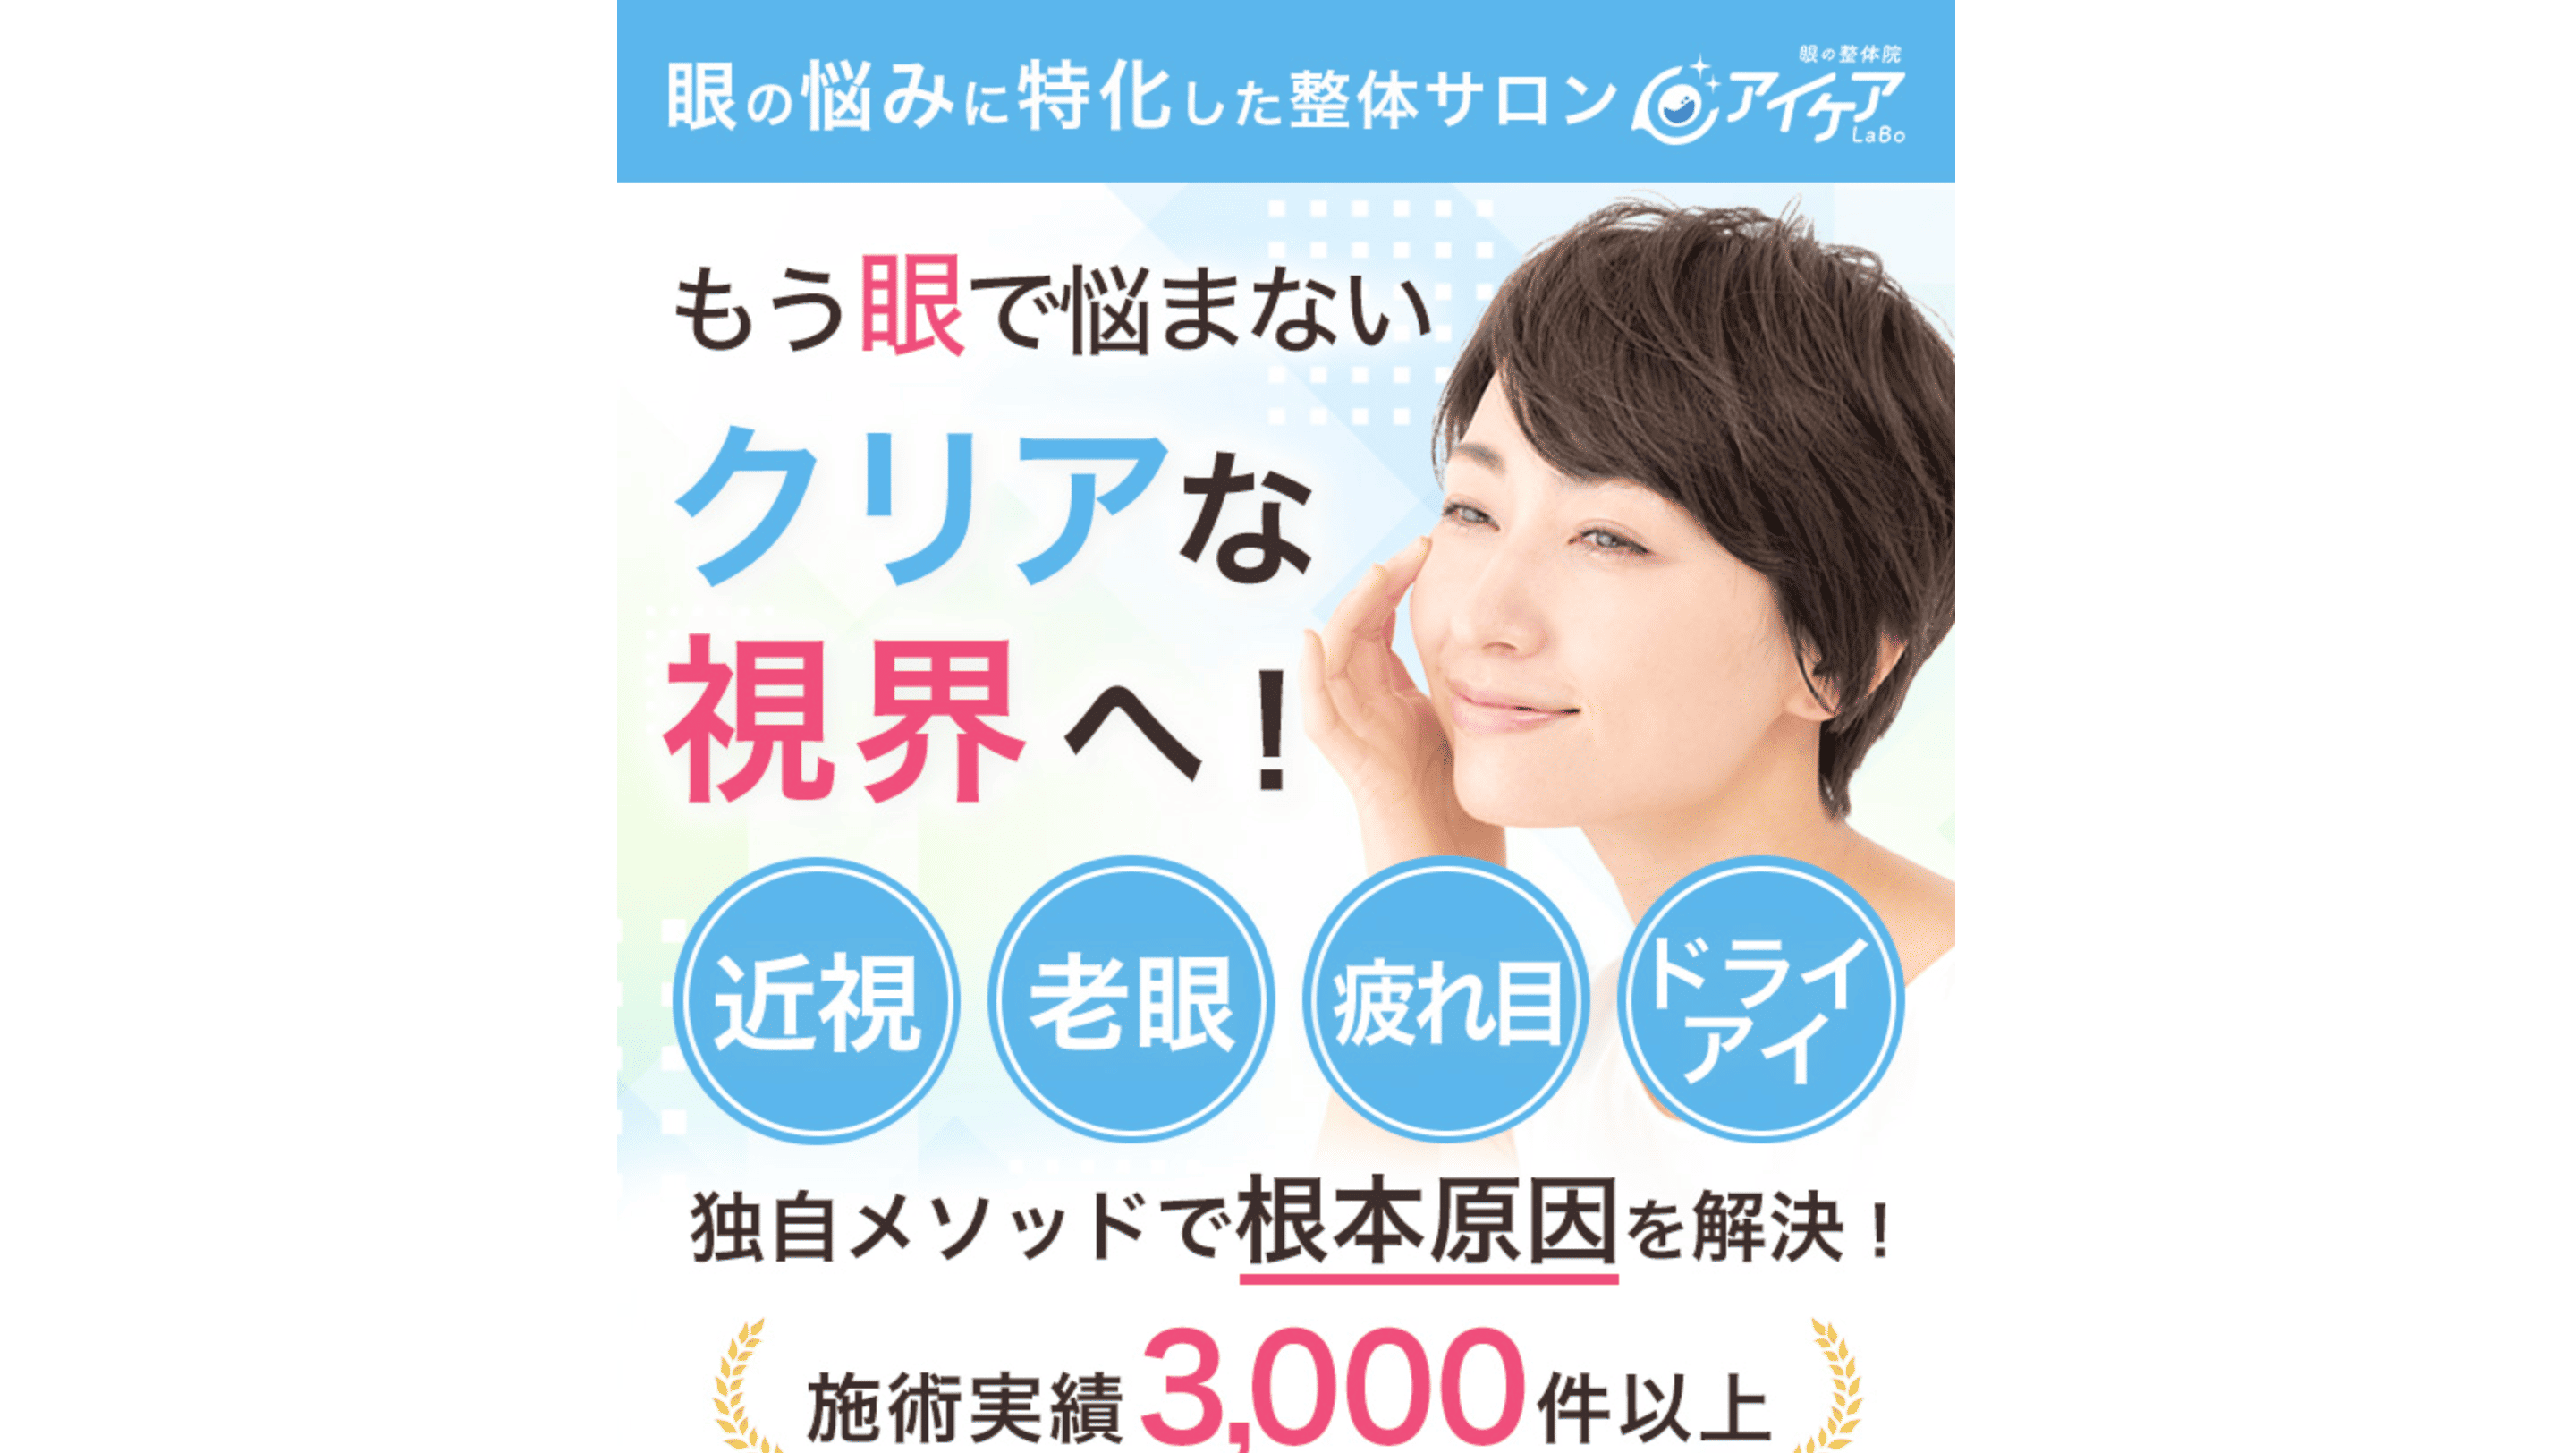 眼の悩みに特化した整体サロン
眼の整体院
アイケア
LaBo
もう眼で悩まない
クリアな
視界へ！
近視
老眼
疲れ目
ドライ
アイ
独自メソッドで根本原因を解決！
施術実績3,000件以上